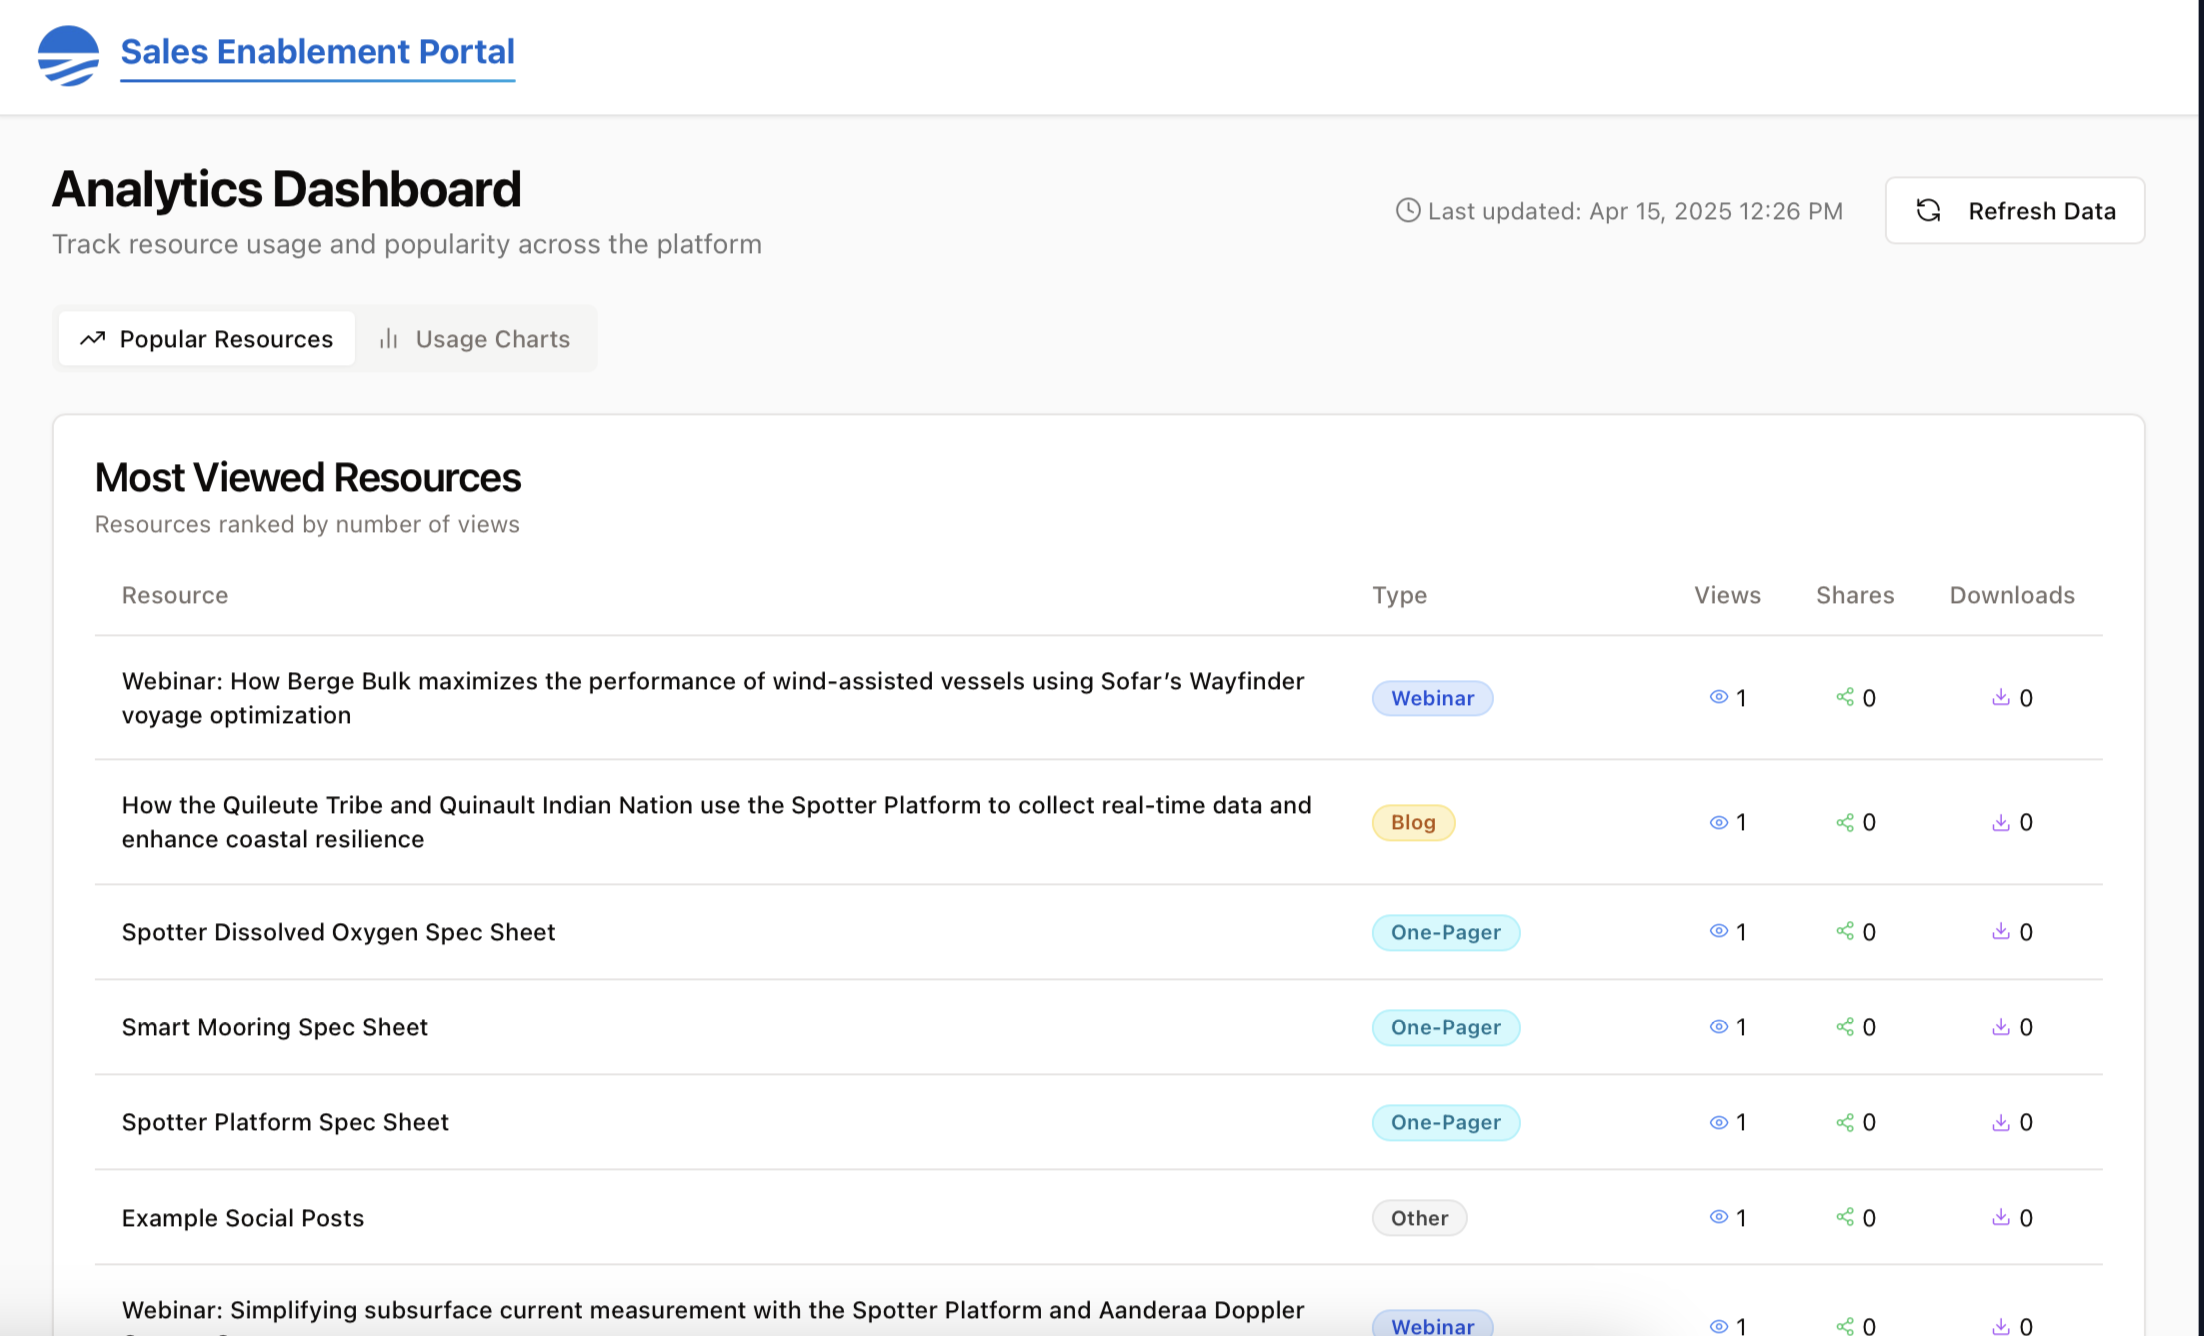 Sales Enablement Portal
Analytics Dashboard
Track resource usage and popularity across the platform
Last updated: Apr 15, 2025 12:26 PM
Refresh Data
Popular Resources
Usage Charts
Most Viewed Resources
Resources ranked by number of views
Resource Type Views Shares Downloads
Webinar: How Berge Bulk maximizes the performance of wind-assisted vessels using Sofar’s Wayfinder
voyage optimization
Webinar 1 0 0
How the Quileute Tribe and Quinault Indian Nation use the Spotter Platform to collect real-time data and
enhance coastal resilience
Blog 1 0 0
Spotter Dissolved Oxygen Spec Sheet One-Pager 1 0 0
Smart Mooring Spec Sheet One-Pager 1 0 0
Spotter Platform Spec Sheet One-Pager 1 0 0
Example Social Posts Other 1 0 0
Webinar: Simplifying subsurface current measurement with the Spotter Platform and Aanderaa Doppler
Webinar 1 0 0